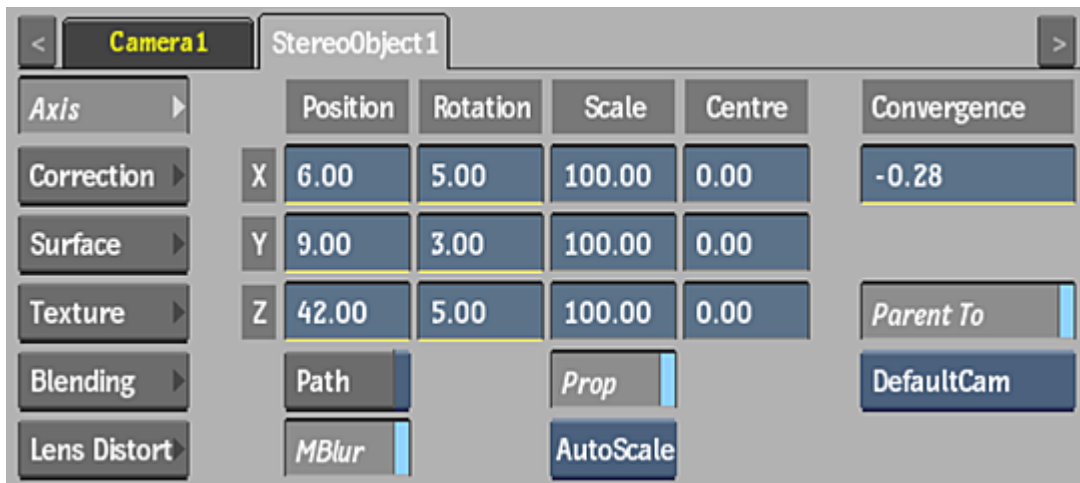 < Camera1 StereoObject1 >
Axis Position Rotation Scale Centre Convergence
Correction X 6.00 5.00 100.00 0.00 -0.28
Surface Y 9.00 3.00 100.00 0.00
Texture Z 42.00 5.00 100.00 0.00 Parent To
Blending Path Prop DefaultCam
Lens Distort MBlur AutoScale